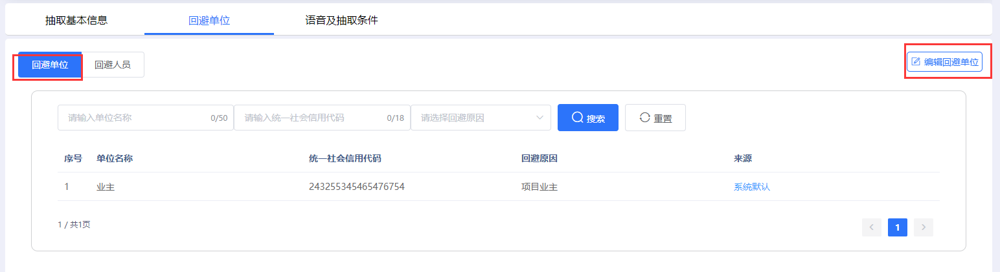 抽取基本信息 回避单位 语音及抽取条件
回避单位 回避人员 编辑回避单位
请输入单位名称 0/50 请输入统一社会信用代码 0/18 请选择回避原因 搜索 重置
序号 单位名称 统一社会信用代码 回避原因 来源
1 业主 243255345465476754 项目业主 系统默认
1 / 共1页 1